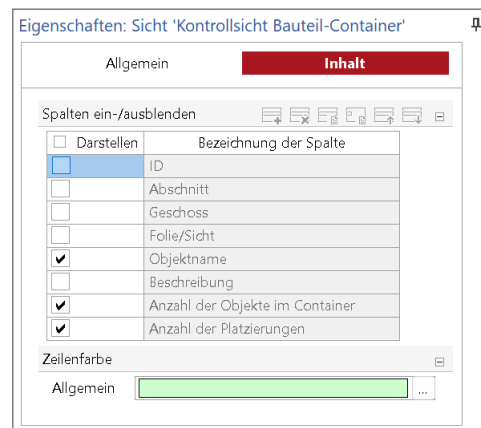 Eigenschaften: Sicht 'Kontrollsicht Bauteil-Container'
Allgemein Inhalt
Spalten ein-/ausblenden
Darstellen Bezeichnung der Spalte
ID
Abschnitt
Geschoss
Folie/Sicht
Objektname
Beschreibung
Anzahl der Objekte im Container
Anzahl der Platzierungen
Zeilenfarbe
Allgemein ...